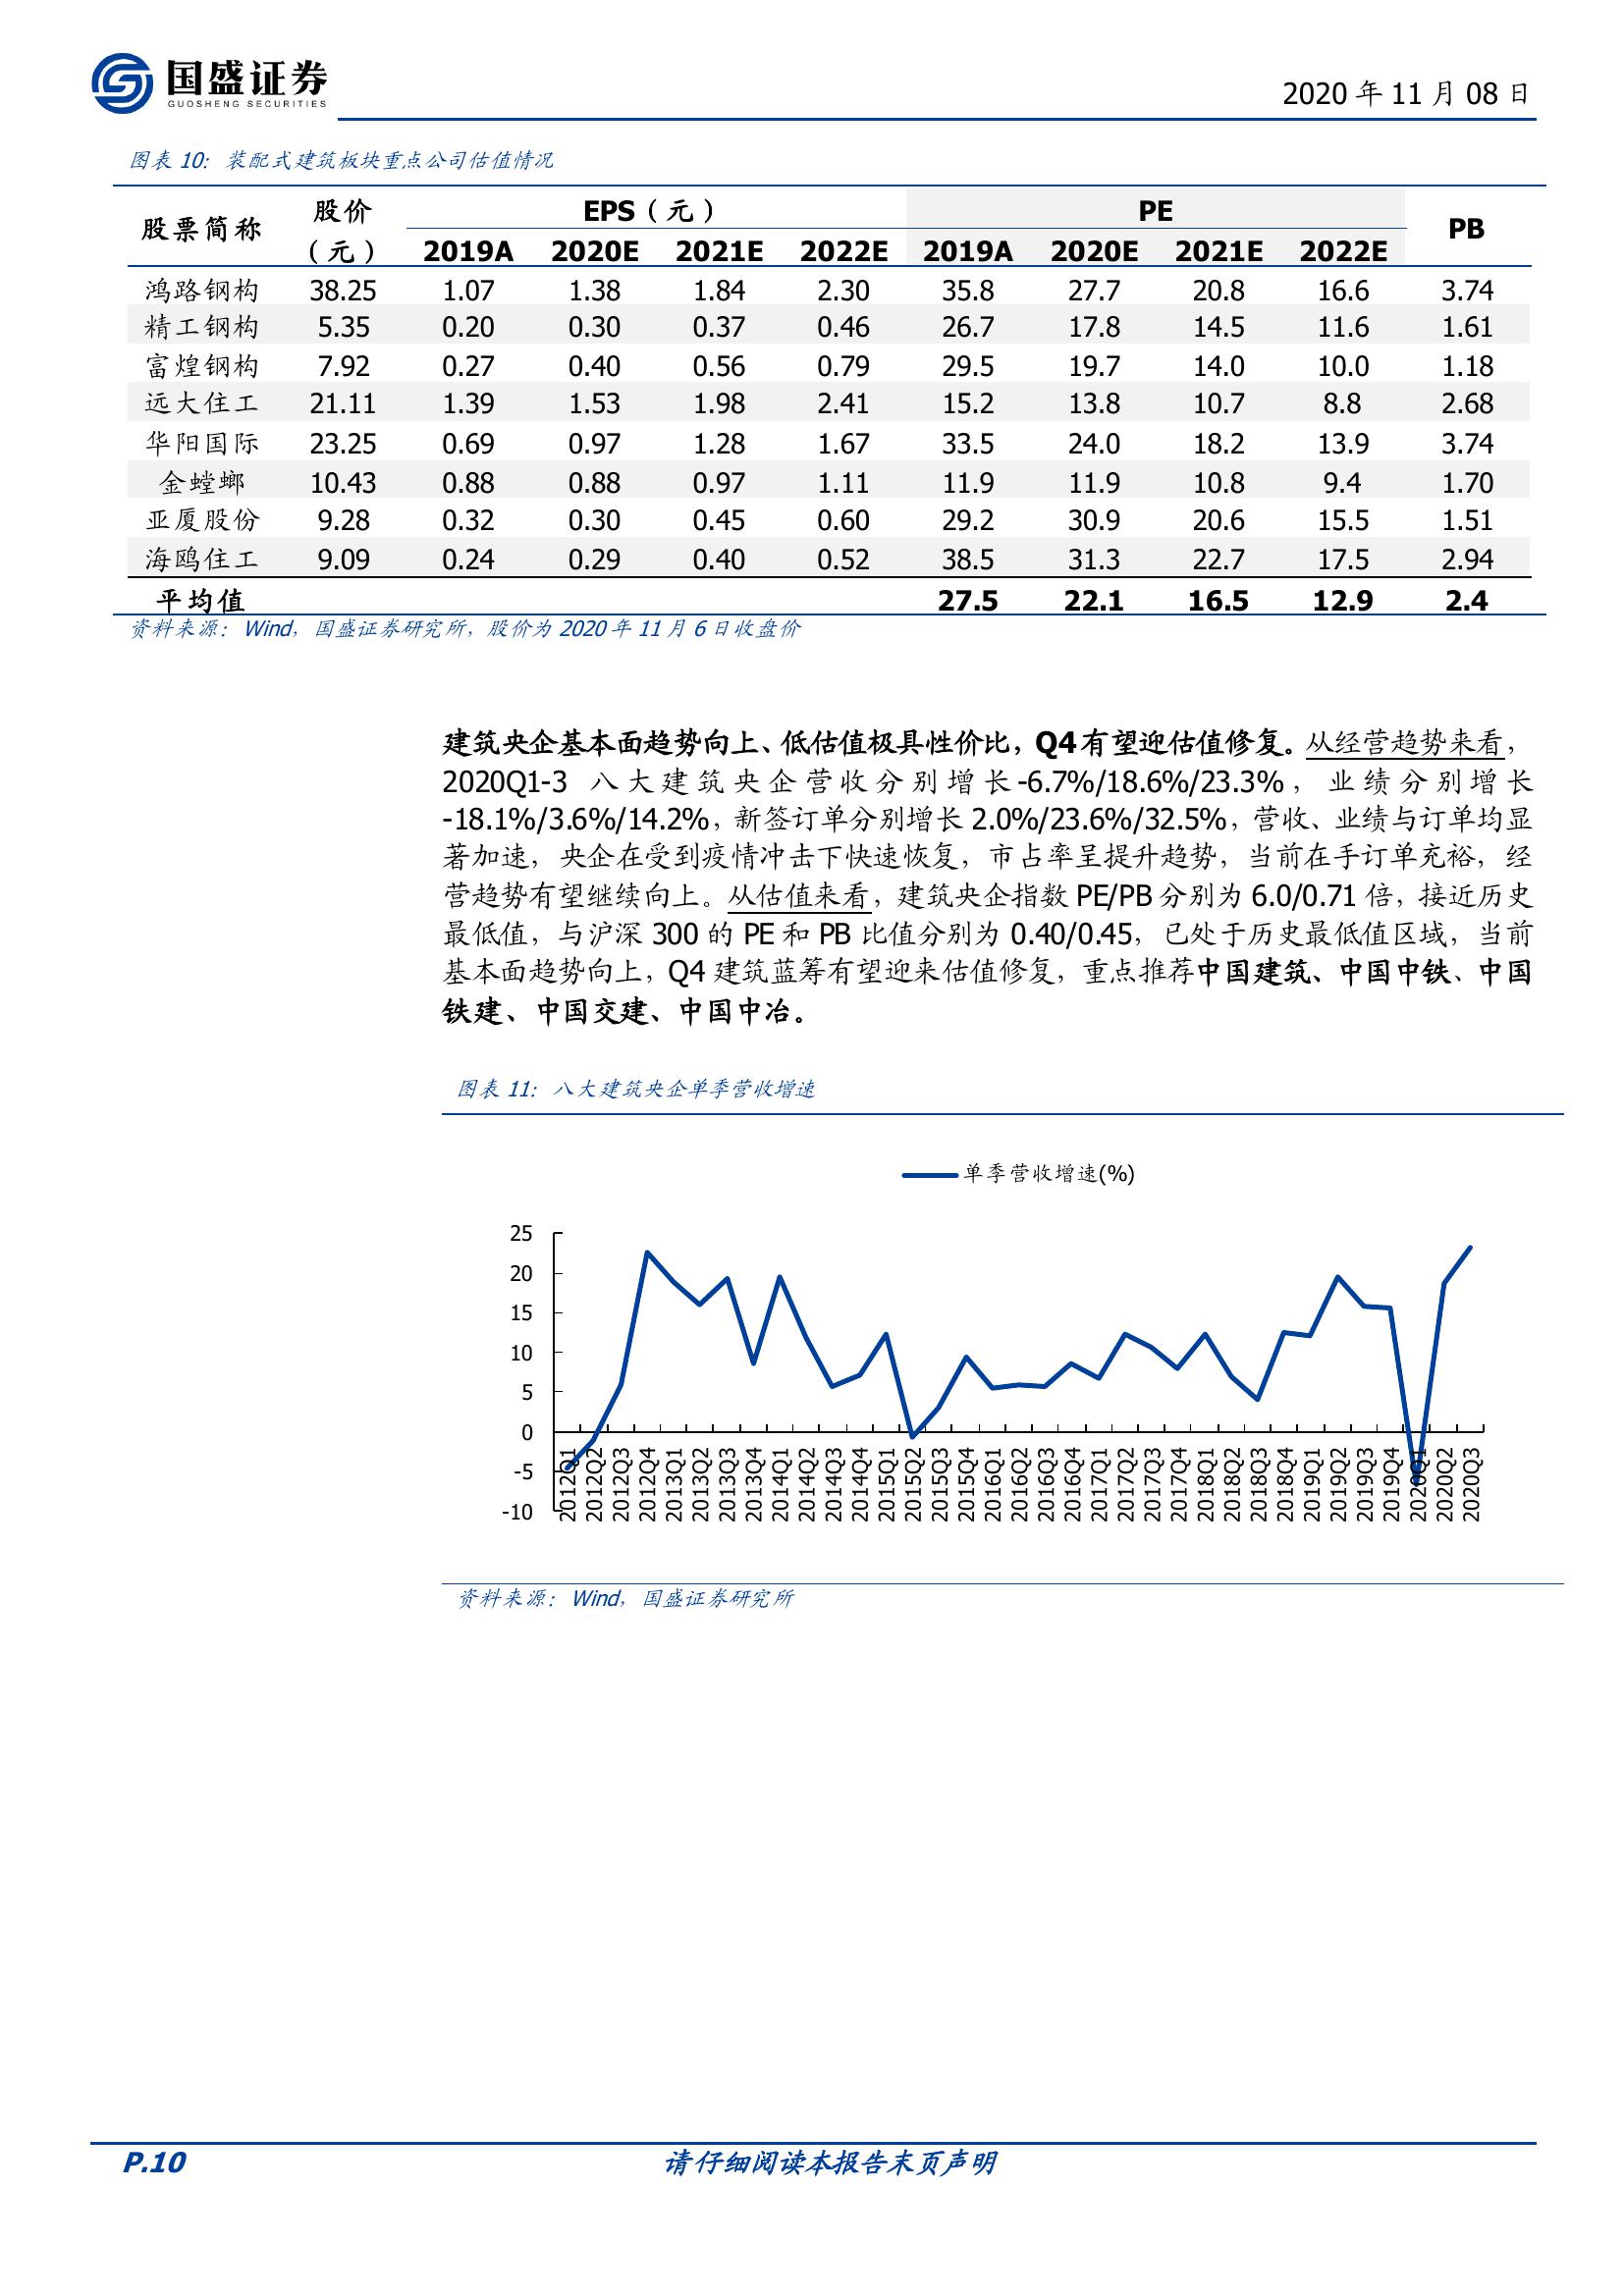 国盛证券
GUOSHENG SECURITIES
2020 年 11 月 08 日
图表 10：装配式建筑板块重点公司估值情况
股票简称 股价（元） EPS（元） PE PB
2019A 2020E 2021E 2022E 2019A 2020E 2021E 2022E
鸿路钢构 38.25 1.07 1.38 1.84 2.30 35.8 27.7 20.8 16.6 3.74
精工钢构 5.35 0.20 0.30 0.37 0.46 26.7 17.8 14.5 11.6 1.61
富煌钢构 7.92 0.27 0.40 0.56 0.79 29.5 19.7 14.0 10.0 1.18
远大住工 21.11 1.39 1.53 1.98 2.41 15.2 13.8 10.7 8.8 2.68
华阳国际 23.25 0.69 0.97 1.28 1.67 33.5 24.0 18.2 13.9 3.74
金螳螂 10.43 0.88 0.88 0.97 1.11 11.9 11.9 10.8 9.4 1.70
亚厦股份 9.28 0.32 0.30 0.45 0.60 29.2 30.9 20.6 15.5 1.51
海鸥住工 9.09 0.24 0.29 0.40 0.52 38.5 31.3 22.7 17.5 2.94
平均值 27.5 22.1 16.5 12.9 2.4
资料来源：Wind，国盛证券研究所，股价为 2020 年 11 月 6 日收盘价
建筑央企基本面趋势向上、低估值极具性价比，Q4 有望迎估值修复。从经营趋势来看，
2020Q1-3 八大建筑央企营收分别增长-6.7%/18.6%/23.3%，业绩分别增长
-18.1%/3.6%/14.2%，新签订单分别增长 2.0%/23.6%/32.5%，营收、业绩与订单均显
著加速，央企在受到疫情冲击下快速恢复，市占率呈提升趋势，当前在手订单充裕，经
营趋势有望继续向上。从估值来看，建筑央企指数 PE/PB 分别为 6.0/0.71 倍，接近历史
最低值，与沪深 300 的 PE 和 PB 比值分别为 0.40/0.45，已处于历史最低值区域，当前
基本面趋势向上，Q4 建筑蓝筹有望迎来估值修复，重点推荐中国建筑、中国中铁、中国
铁建、中国交建、中国中冶。
图表 11：八大建筑央企单季营收增速
单季营收增速(%)
25
20
15
10
5
0
-5
-10
2012Q1
2012Q2
2012Q3
2012Q4
2013Q1
2013Q2
2013Q3
2013Q4
2014Q1
2014Q2
2014Q3
2014Q4
2015Q1
2015Q2
2015Q3
2015Q4
2016Q1
2016Q2
2016Q3
2016Q4
2017Q1
2017Q2
2017Q3
2017Q4
2018Q1
2018Q2
2018Q3
2018Q4
2019Q1
2019Q2
2019Q3
2019Q4
2020Q1
2020Q2
2020Q3
资料来源：Wind，国盛证券研究所
P.10 请仔细阅读本报告末页声明